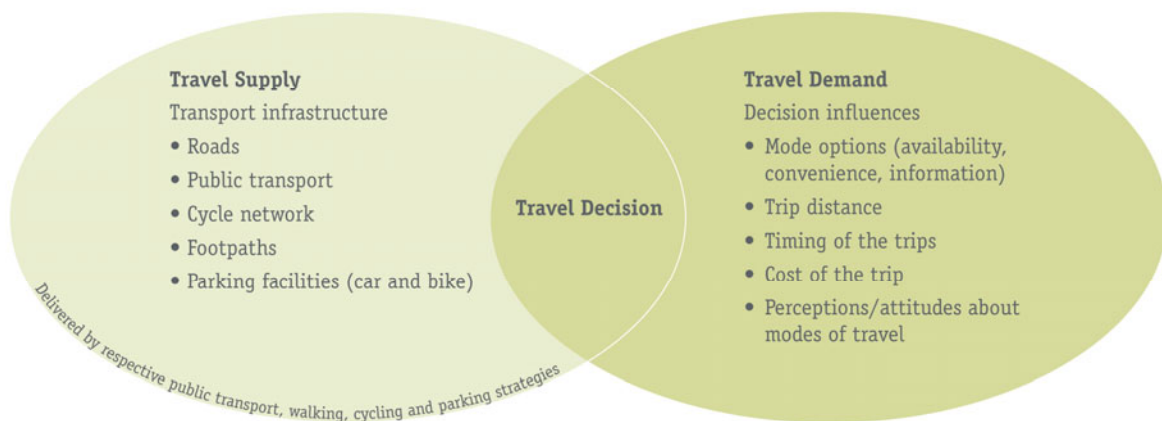 Travel Supply
Transport infrastructure
• Roads
• Public transport
• Cycle network
• Footpaths
• Parking facilities (car and bike)
Delivered by respective public transport, walking, cycling and parking strategies
Travel Decision
Travel Demand
Decision influences
• Mode options (availability,
convenience, information)
• Trip distance
• Timing of the trips
• Cost of the trip
• Perceptions/attitudes about
modes of travel